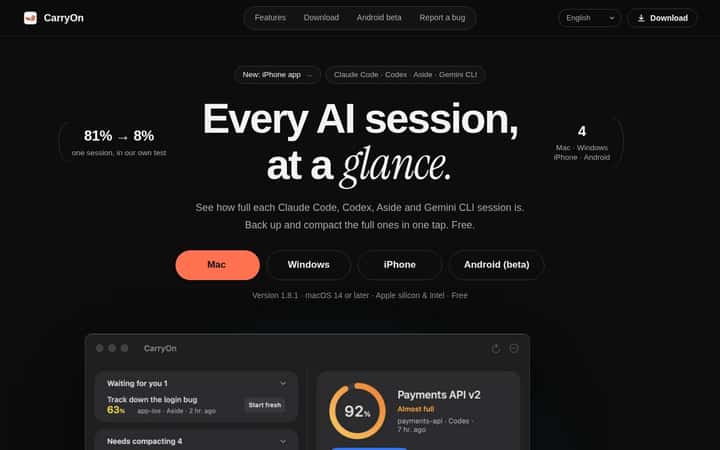 CarryOn
Features
Download
Android beta
Report a bug
English
Download
New: iPhone app →
Claude Code · Codex · Aside · Gemini CLI
81% → 8%
one session, in our own test
Every AI session,
at a glance.
4
Mac · Windows
iPhone · Android
See how full each Claude Code, Codex, Aside and Gemini CLI session is.
Back up and compact the full ones in one tap. Free.
Mac
Windows
iPhone
Android (beta)
Version 1.8.1 · macOS 14 or later · Apple silicon & Intel · Free
CarryOn
Waiting for you 1
Track down the login bug
63% app-ios · Aside · 2 hr. ago
Start fresh
Needs compacting 4
92%
Payments API v2
Almost full
payments-api · Codex ·
7 hr. ago